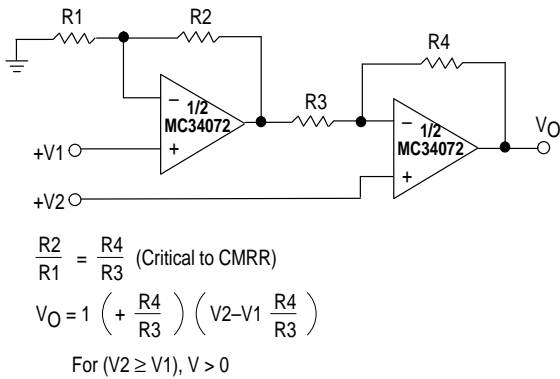 R1
R2
R3
R4
–
1/2
MC34072
+
–
1/2
MC34072
+
+V1
+V2
VO
R2/R1 = R4/R3 (Critical to CMRR)
VO = 1 ( + R4/R3 ) ( V2–V1 R4/R3 )
For (V2 ≥ V1), V > 0